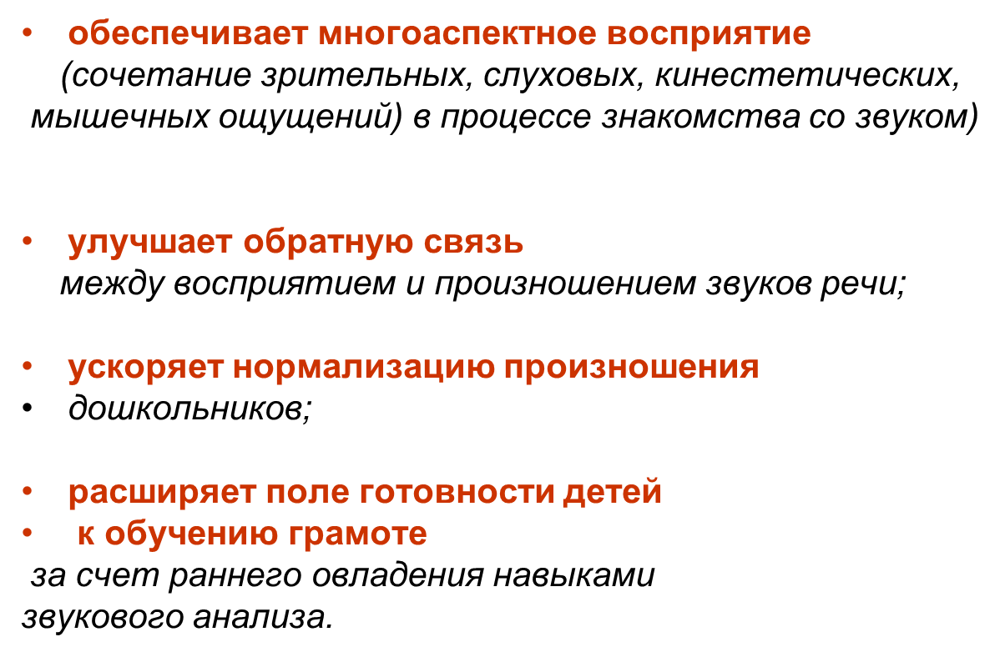 • обеспечивает многоаспектное восприятие
(сочетание зрительных, слуховых, кинестетических,
мышечных ощущений) в процессе знакомства со звуком)
• улучшает обратную связь
между восприятием и произношением звуков речи;
• ускоряет нормализацию произношения
• дошкольников;
• расширяет поле готовности детей
• к обучению грамоте
за счет раннего овладения навыками
звукового анализа.